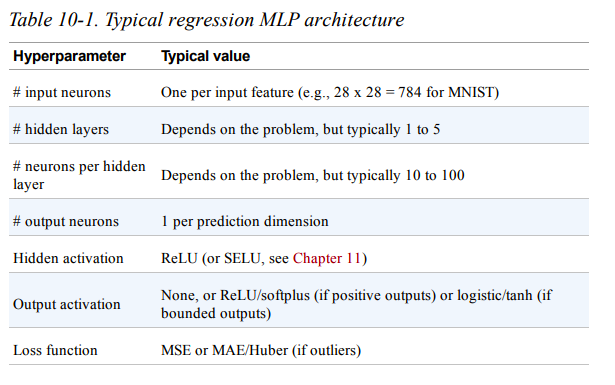 Table 10-1. Typical regression MLP architecture
Hyperparameter Typical value
# input neurons One per input feature (e.g., 28 x 28 = 784 for MNIST)
# hidden layers Depends on the problem, but typically 1 to 5
# neurons per hidden
layer Depends on the problem, but typically 10 to 100
# output neurons 1 per prediction dimension
Hidden activation ReLU (or SELU, see Chapter 11)
Output activation None, or ReLU/softplus (if positive outputs) or logistic/tanh (if
bounded outputs)
Loss function MSE or MAE/Huber (if outliers)